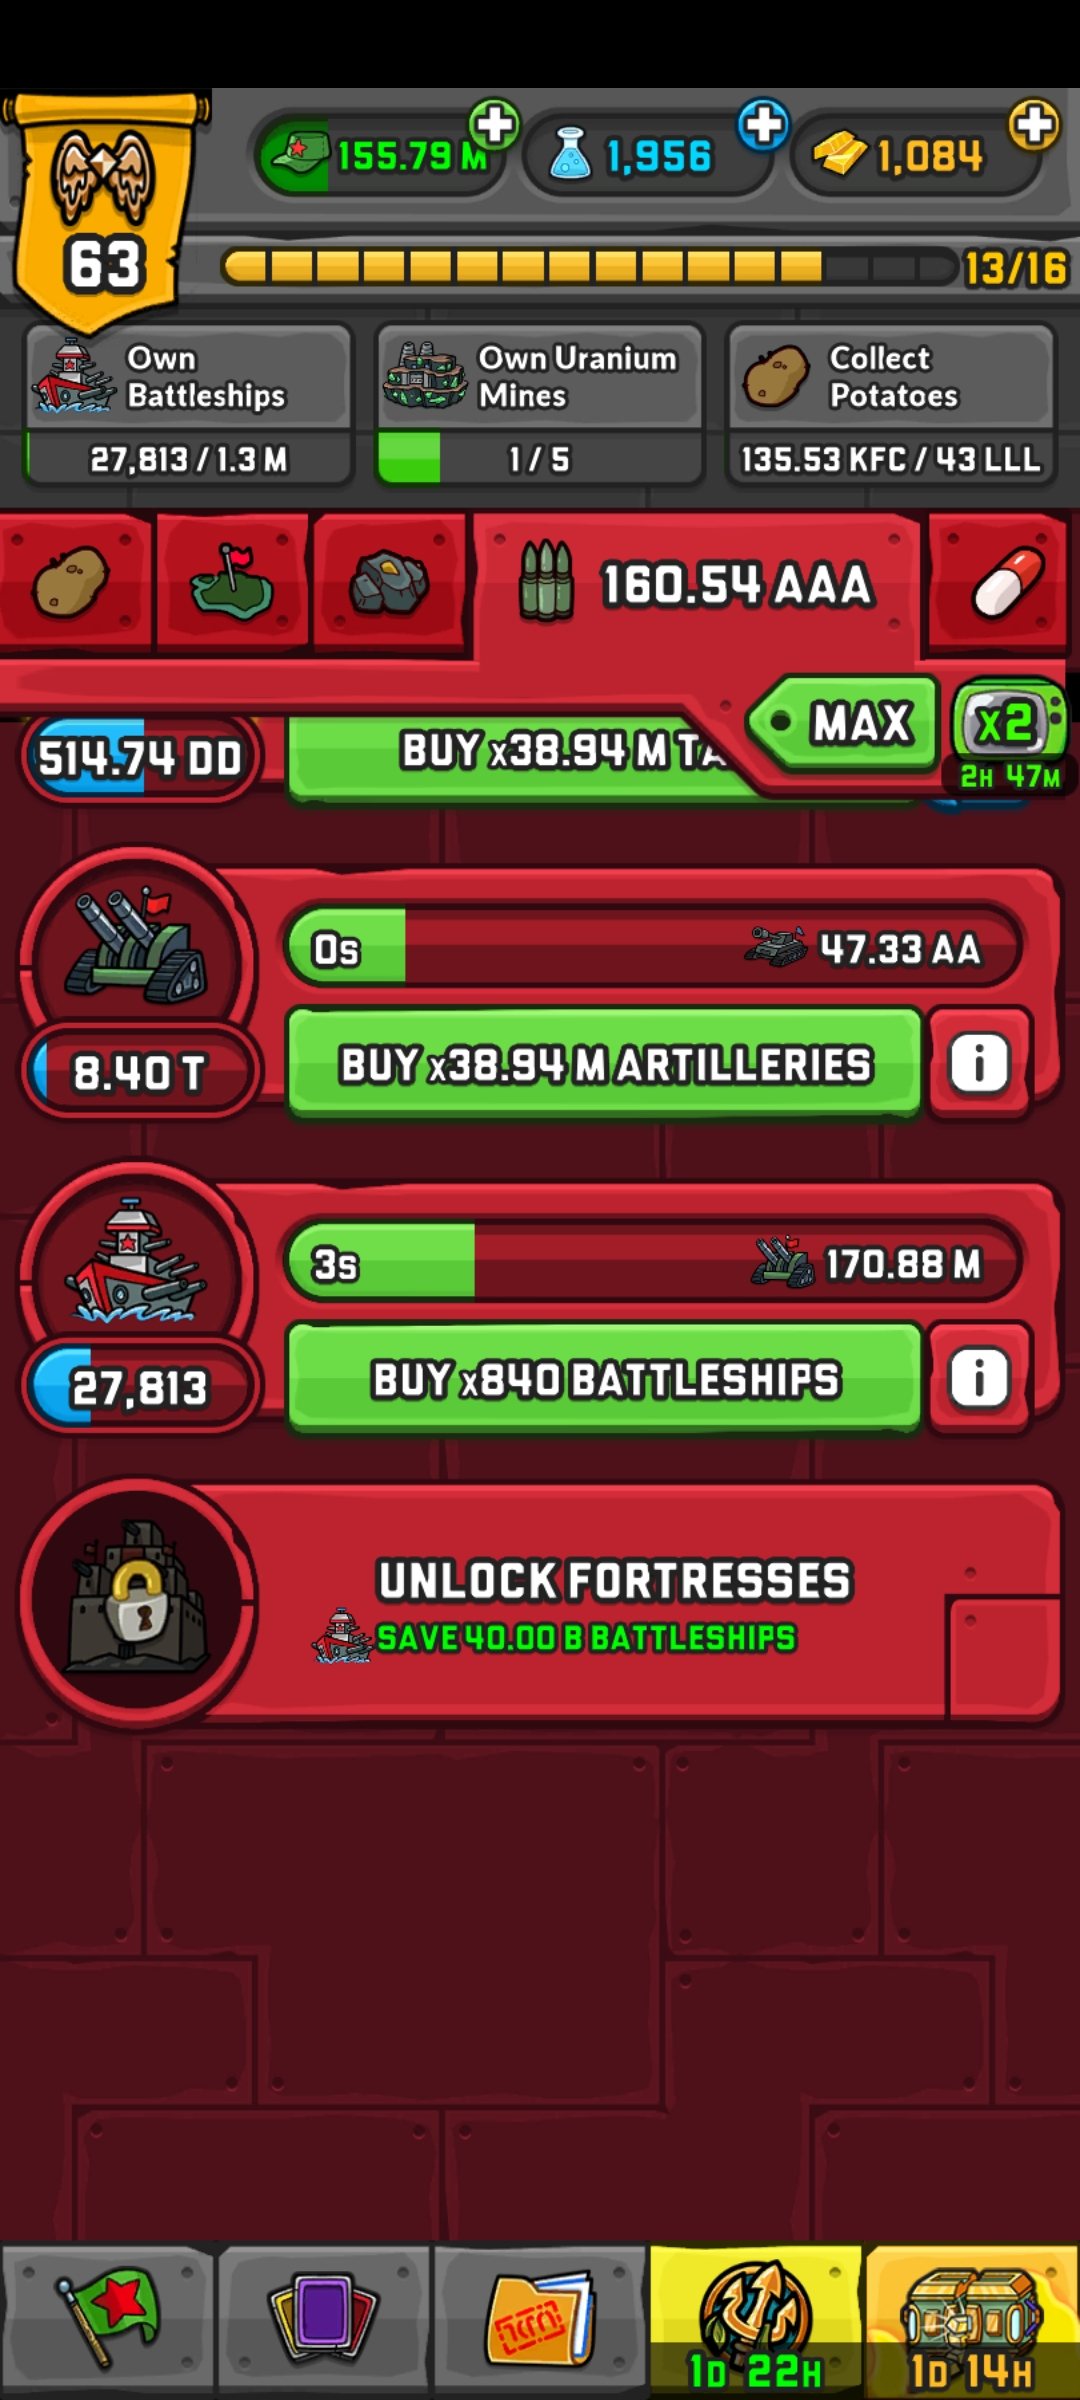 155.79 M
1,956
1,084
63
13/16
Own
Battleships
27,813 / 1.3 M
Own Uranium
Mines
1 / 5
Collect
Potatoes
135.53 KFC / 43 LLL
160.54 AAA
MAX
x2
2H 47M
514.74 DD
BUY x38.94 M TA
0s
47.33 AA
8.40 T
BUY x38.94 M ARTILLERIES
i
3s
170.88 M
27,813
BUY x840 BATTLESHIPS
i
UNLOCK FORTRESSES
SAVE 40.00 B BATTLESHIPS
1D 22H
1D 14H